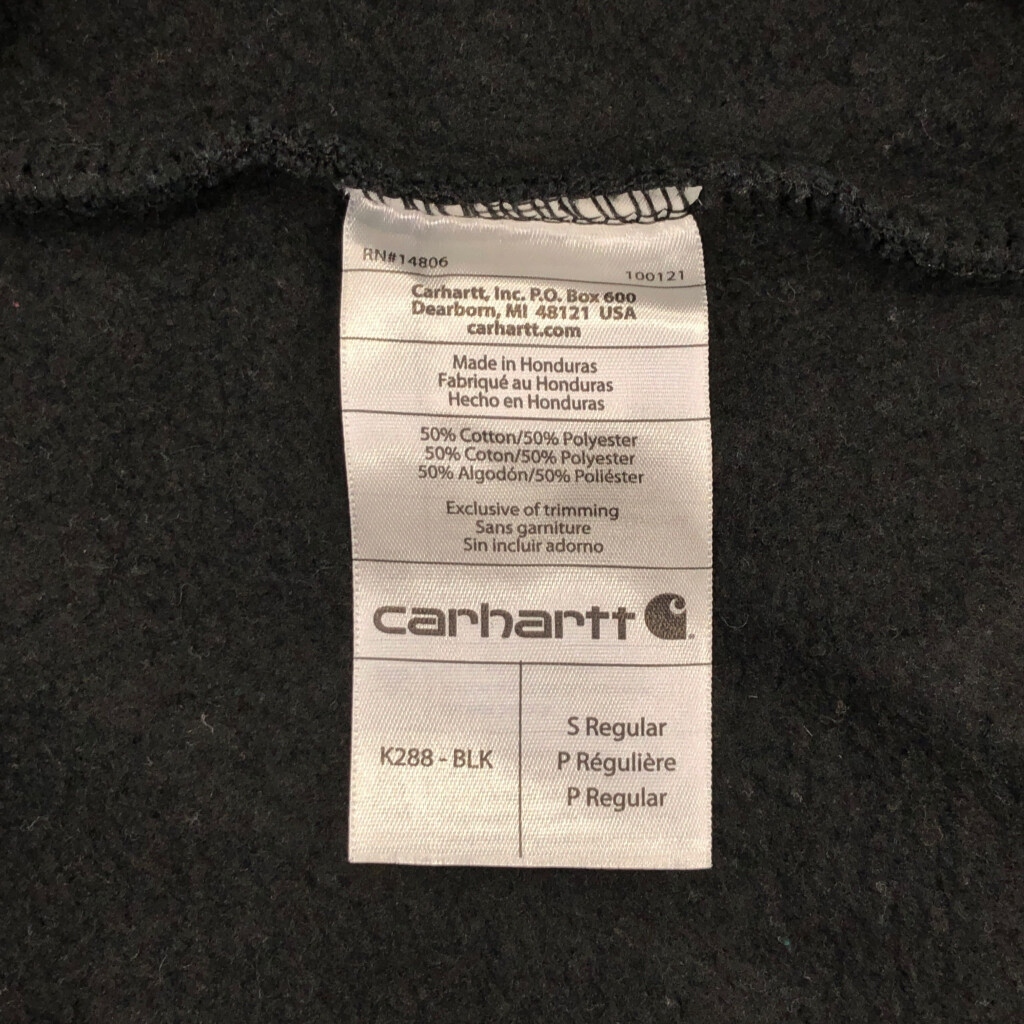 RN#14806
100121
Carhartt, Inc. P.O. Box 600
Dearborn, MI 48121 USA
carhartt.com
Made in Honduras
Fabriqué au Honduras
Hecho en Honduras
50% Cotton/50% Polyester
50% Coton/50% Polyester
50% Algodón/50% Poliéster
Exclusive of trimming
Sans garniture
Sin incluir adorno
carhartt
K288 - BLK
S Regular
P Régulière
P Regular